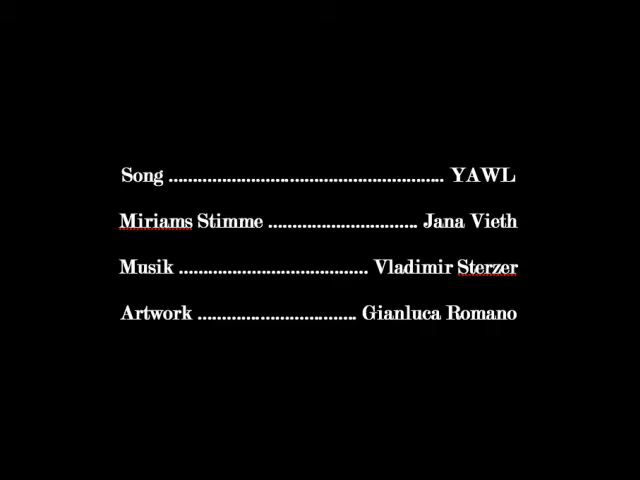 Song ........................................................ YAWL
Miriams Stimme ............................... Jana Vieth
Musik ....................................... Vladimir Sterzer
Artwork ................................. Gianluca Romano